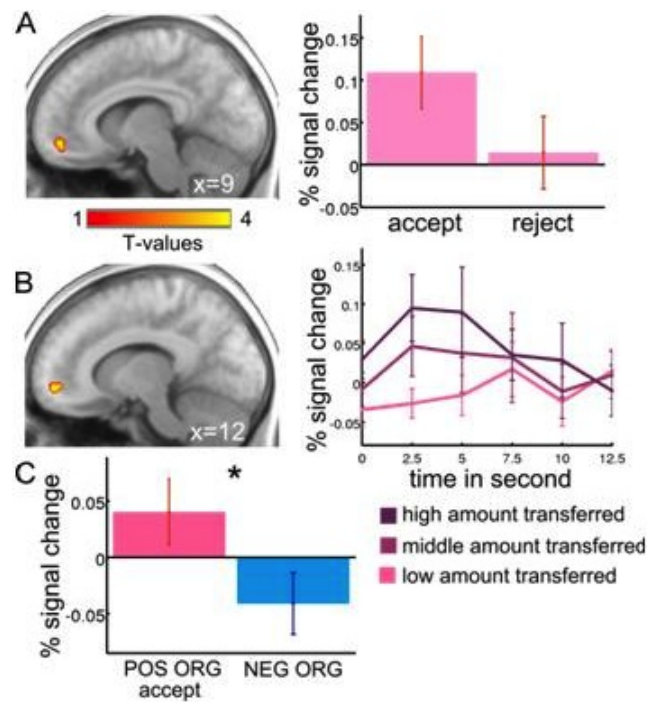 A
x=9
1
4
T-values
% signal change
0.15
0.1
0.05
0
-0.05
accept
reject
B
x=12
% signal change
0.15
0.1
0.05
0
-0.05
0
2.5
5
7.5
10
12.5
time in second
high amount transferred
middle amount transferred
low amount transferred
C
% signal change
*
0.05
0
-0.05
POS ORG
accept
NEG ORG